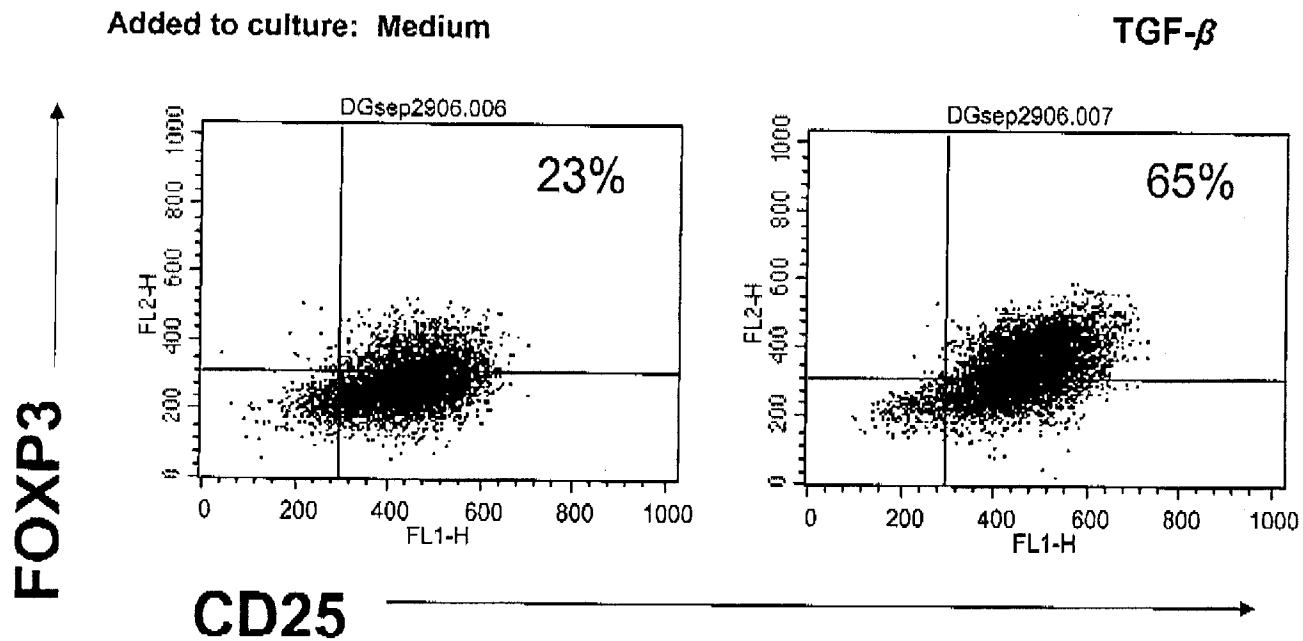 Added to culture: Medium
TGF-β
DGsep2906.006
23%
1000
800
600
400
200
0
FL2-H
0 200 400 600 800 1000
FL1-H
DGsep2906.007
65%
1000
800
600
400
200
0
FL2-H
0 200 400 600 800 1000
FL1-H
FOXP3
CD25